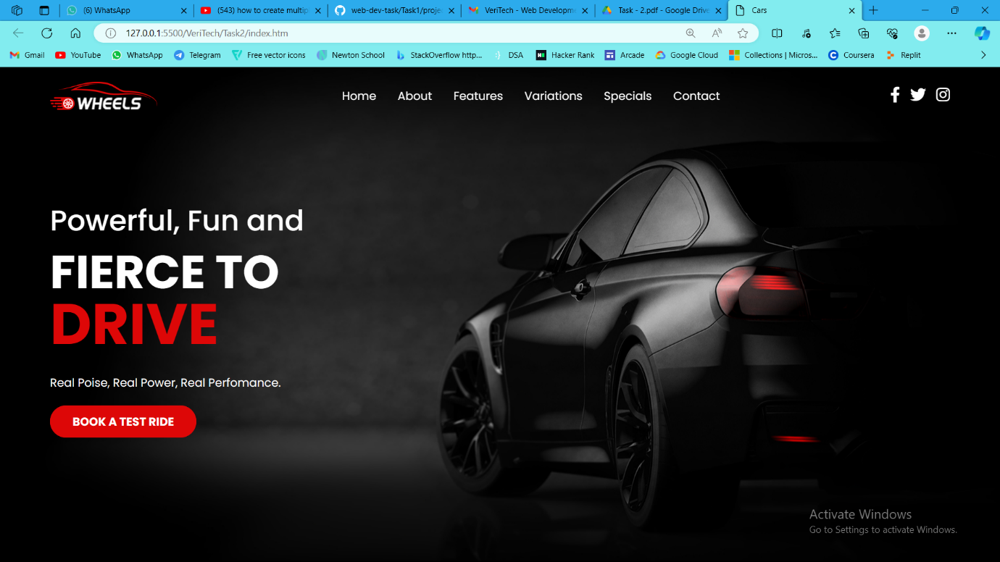 (6) WhatsApp
(543) how to create multip
web-dev-task/Task1/proje
VeriTech - Web Developm
Task - 2.pdf - Google Drive
Cars
127.0.0.1:5500/VeriTech/Task2/index.htm
Gmail
YouTube
WhatsApp
Telegram
Free vector icons
Newton School
StackOverflow http...
DSA
Hacker Rank
Arcade
Google Cloud
Collections | Micros...
Coursera
Replit
WHEELS
Home
About
Features
Variations
Specials
Contact
Powerful, Fun and
FIERCE TO
DRIVE
Real Poise, Real Power, Real Perfomance.
BOOK A TEST RIDE
Activate Windows
Go to Settings to activate Windows.